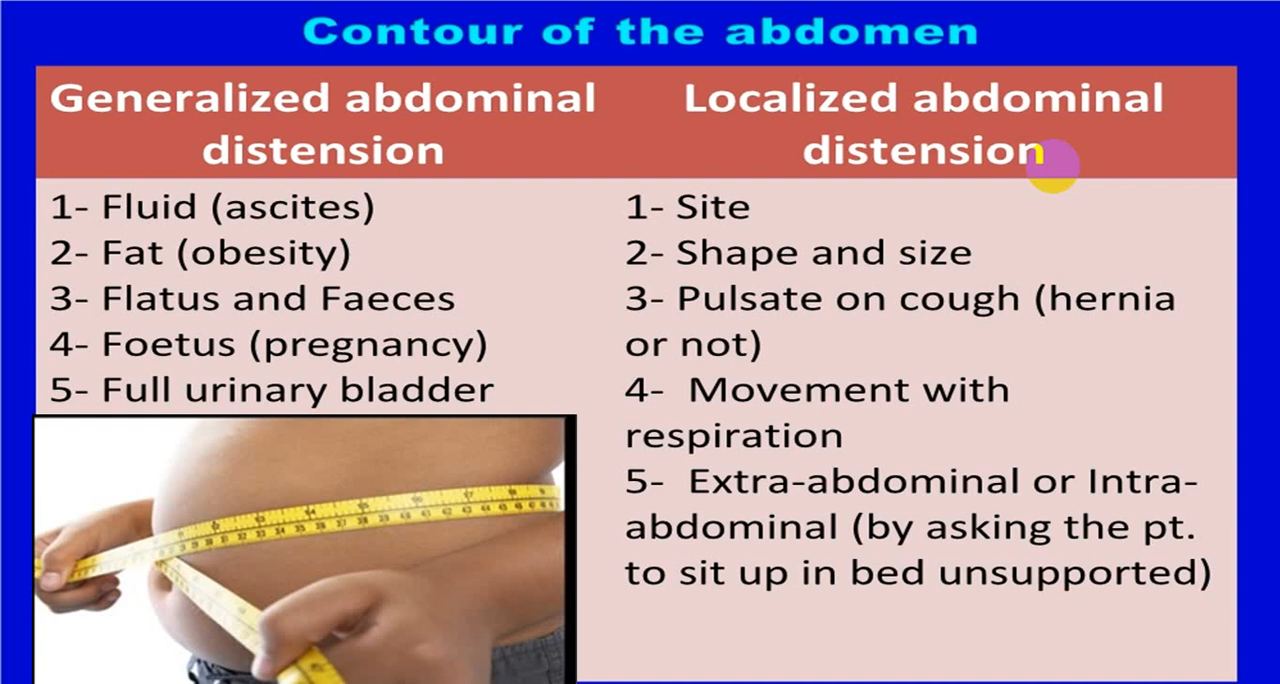 Contour of the abdomen
Generalized abdominal
distension
Localized abdominal
distension
1- Fluid (ascites)
2- Fat (obesity)
3- Flatus and Faeces
4- Foetus (pregnancy)
5- Full urinary bladder
1- Site
2- Shape and size
3- Pulsate on cough (hernia
or not)
4-  Movement with
respiration
5-  Extra-abdominal or Intra-
abdominal (by asking the pt.
to sit up in bed unsupported)